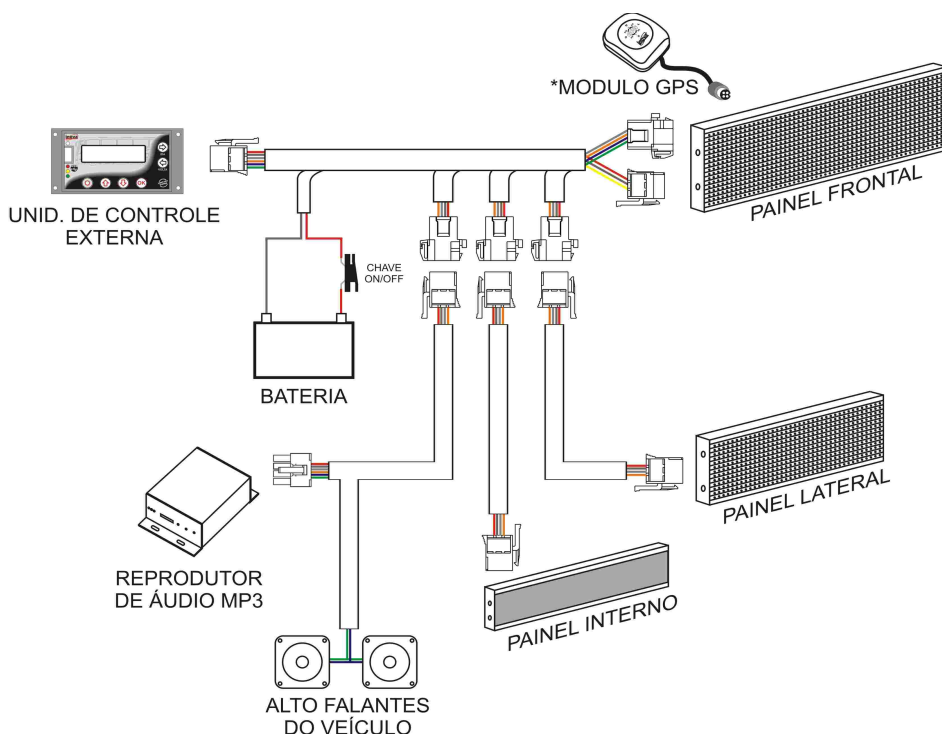 *MODULO GPS
PAINEL FRONTAL
UNID. DE CONTROLE
EXTERNA
CHAVE
ON/OFF
BATERIA
PAINEL LATERAL
REPRODUTOR
DE ÁUDIO MP3
PAINEL INTERNO
ALTO FALANTES
DO VEÍCULO